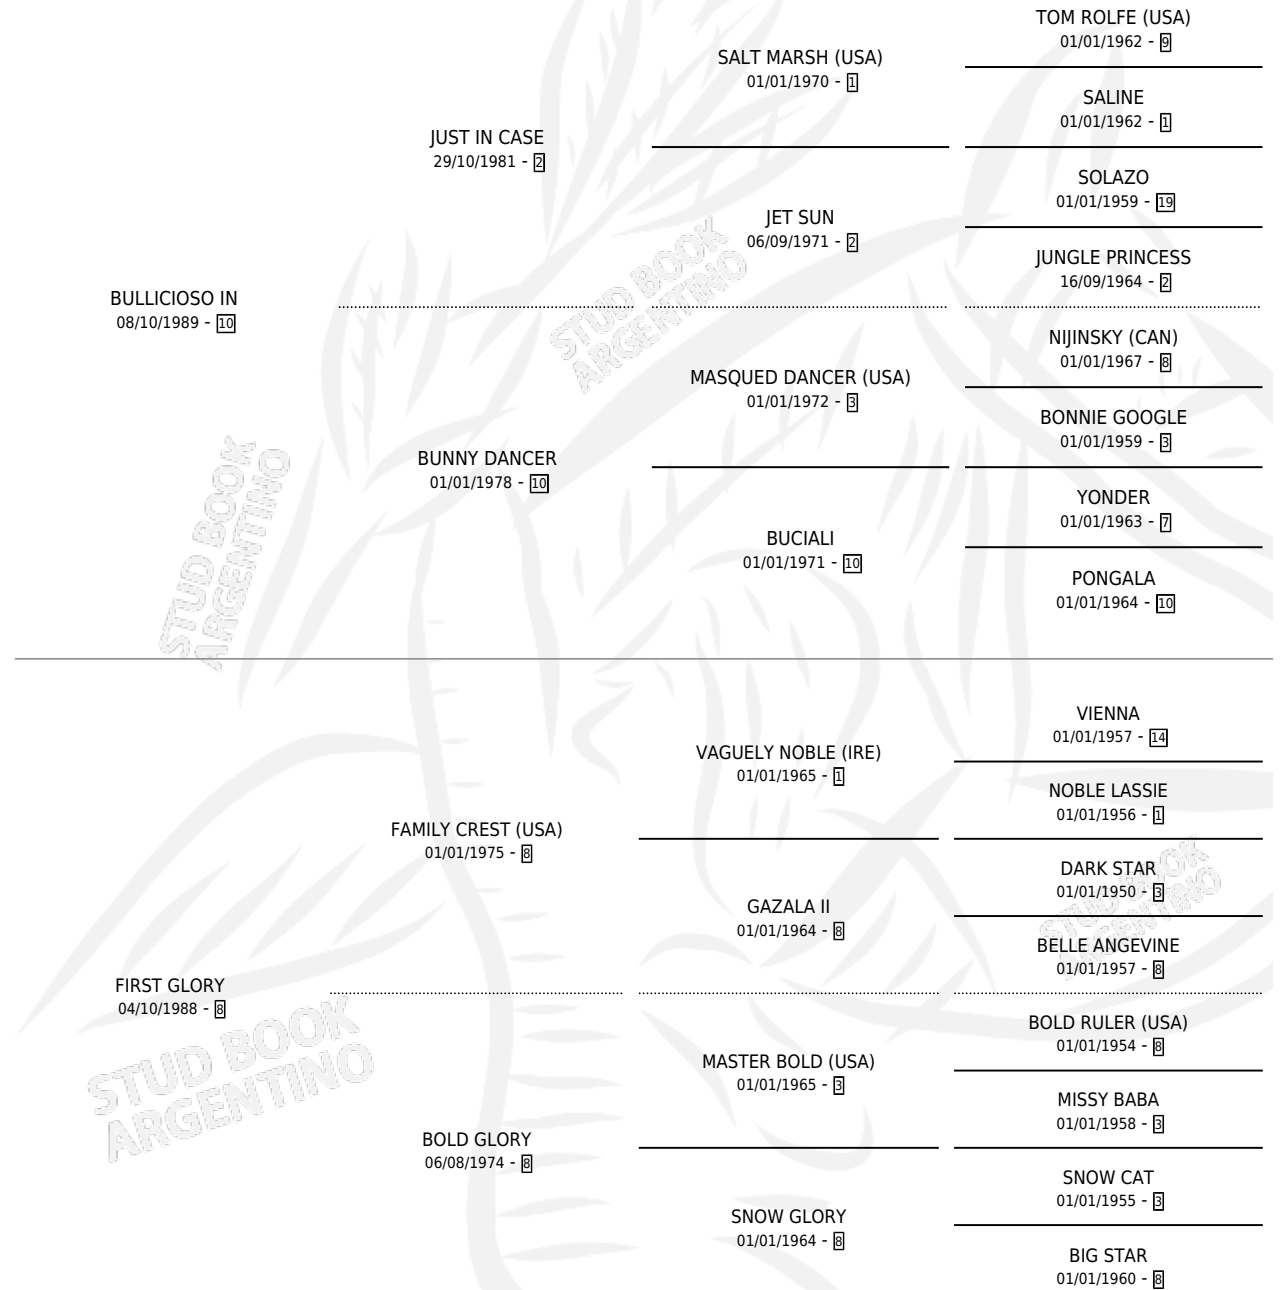 TOM ROLFE (USA)
01/01/1962 - 9
SALT MARSH (USA)
01/01/1970 - 1
SALINE
01/01/1962 - 1
JUST IN CASE
29/10/1981 - 2
SOLAZO
01/01/1959 - 19
JET SUN
06/09/1971 - 2
JUNGLE PRINCESS
16/09/1964 - 2
BULLICIOSO IN
08/10/1989 - 10
NIJINSKY (CAN)
01/01/1967 - 8
MASQUED DANCER (USA)
01/01/1972 - 3
BONNIE GOOGLE
01/01/1959 - 3
BUNNY DANCER
01/01/1978 - 10
YONDER
01/01/1963 - 7
BUCIALI
01/01/1971 - 10
PONGALA
01/01/1964 - 10
STUD BOOK
ARGENTINO
STUD BOOK
ARGENTINO
VIENNA
01/01/1957 - 14
VAGUELY NOBLE (IRE)
01/01/1965 - 1
NOBLE LASSIE
01/01/1956 - 1
FAMILY CREST (USA)
01/01/1975 - 8
DARK STAR
01/01/1950 - 3
GAZALA II
01/01/1964 - 8
BELLE ANGEVINE
01/01/1957 - 8
STUD BOOK
ARGENTINO
FIRST GLORY
04/10/1988 - 8
BOLD RULER (USA)
01/01/1954 - 8
MASTER BOLD (USA)
01/01/1965 - 3
MISSY BABA
01/01/1958 - 3
STUD BOOK
ARGENTINO
BOLD GLORY
06/08/1974 - 8
SNOW CAT
01/01/1955 - 3
SNOW GLORY
01/01/1964 - 8
BIG STAR
01/01/1960 - 8